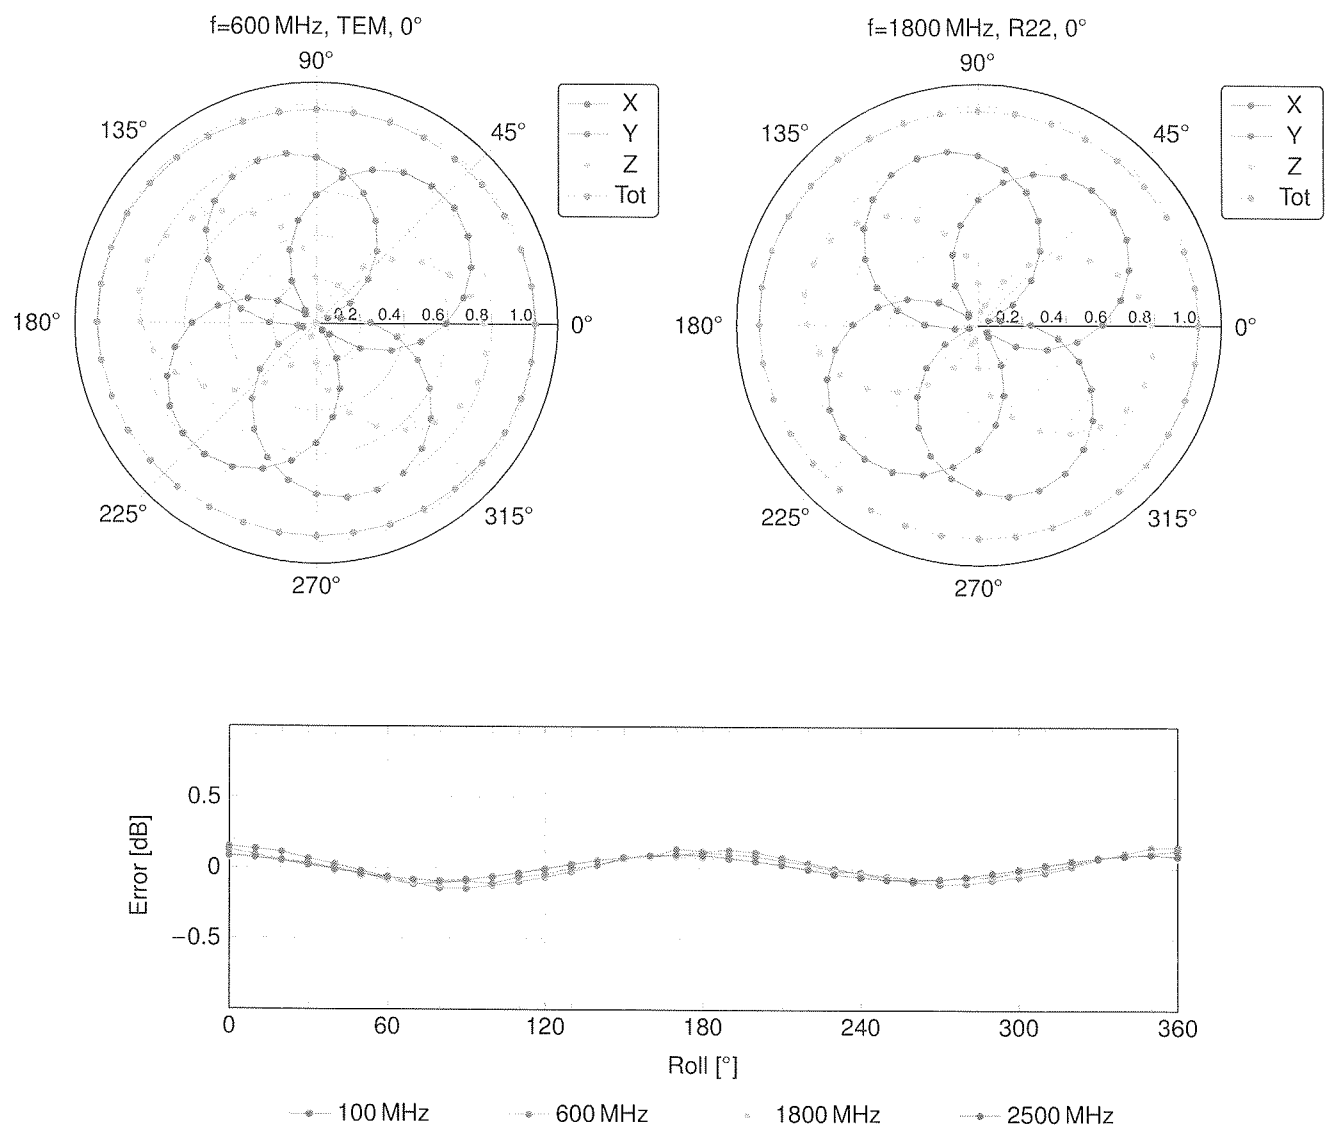 f=600 MHz, TEM, 0°
90°
135°
45°
180°
0.2 0.4 0.6 0.8 1.0
0°
225°
315°
270°
X
Y
Z
Tot
f=1800 MHz, R22, 0°
90°
135°
45°
180°
0.2 0.4 0.6 0.8 1.0
0°
225°
315°
270°
X
Y
Z
Tot
Error [dB]
0.5
0
−0.5
0 60 120 180 240 300 360
Roll [°]
100 MHz 600 MHz 1800 MHz 2500 MHz